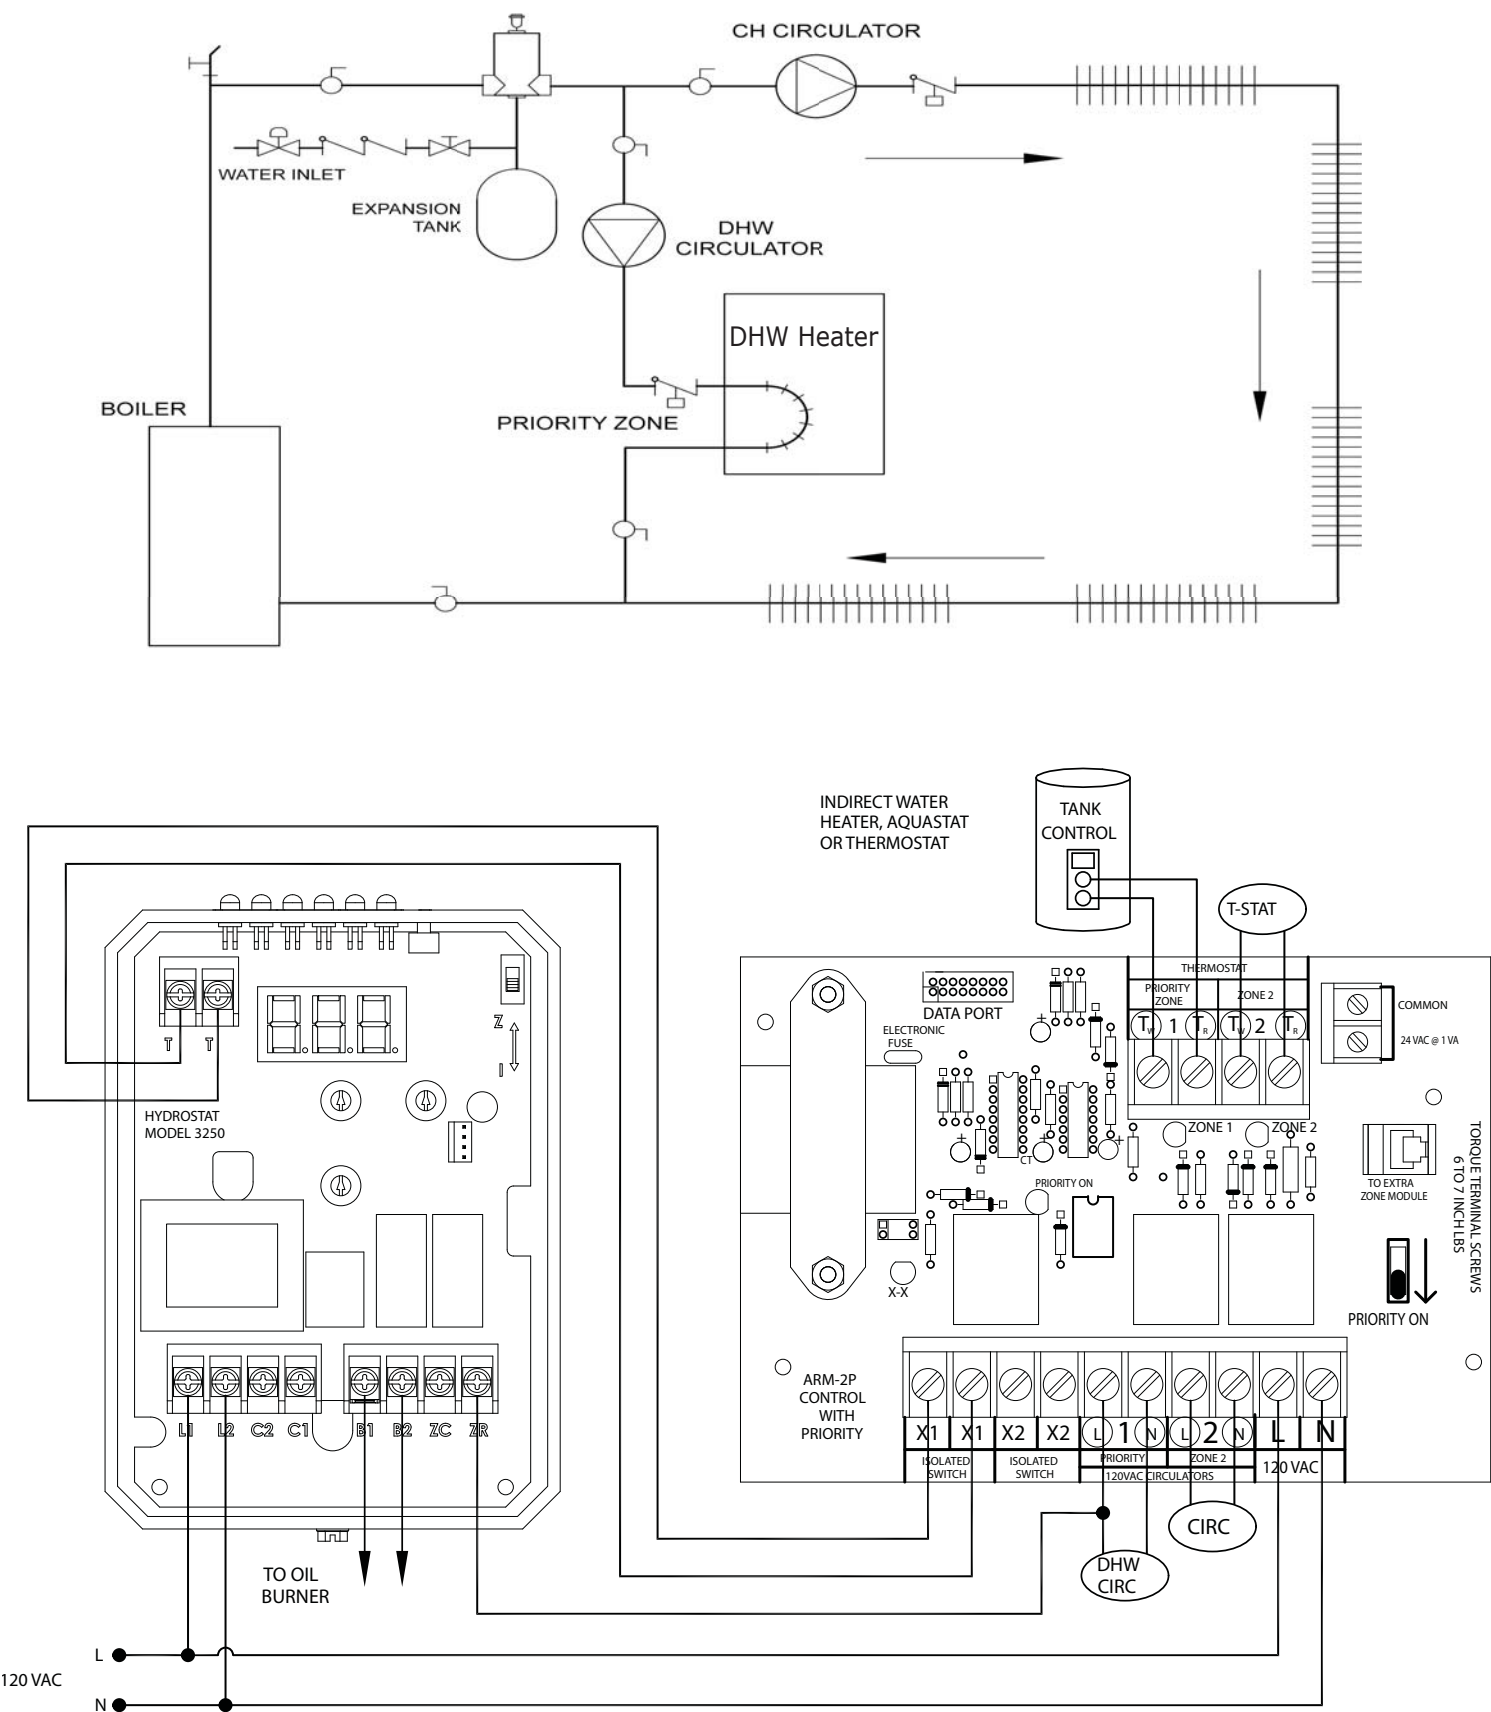 CH CIRCULATOR
WATER INLET
EXPANSION
TANK
DHW
CIRCULATOR
DHW Heater
PRIORITY ZONE
BOILER
INDIRECT WATER
HEATER, AQUASTAT
OR THERMOSTAT
TANK
CONTROL
T-STAT
THERMOSTAT
PRIORITY
ZONE
ZONE 2
TW 1 TR TW 2 TR
COMMON
24 VAC @ 1 VA
DATA PORT
ELECTRONIC
FUSE
Z
I
T T
HYDROSTAT
MODEL 3250
ZONE 1
ZONE 2
CT
PRIORITY ON
TO EXTRA
ZONE MODULE
TORQUE TERMINAL SCREWS
6 TO 7 INCH LBS
X-X
PRIORITY ON
ARM-2P
CONTROL
WITH
PRIORITY
L1 L2 C2 C1 B1 B2 ZC ZR
X1 X1 X2 X2 L 1 N L 2 N L N
ISOLATED
SWITCH
ISOLATED
SWITCH
PRIORITY
ZONE 2
120VAC CIRCULATORS
120 VAC
CIRC
DHW
CIRC
TO OIL
BURNER
L
120 VAC
N